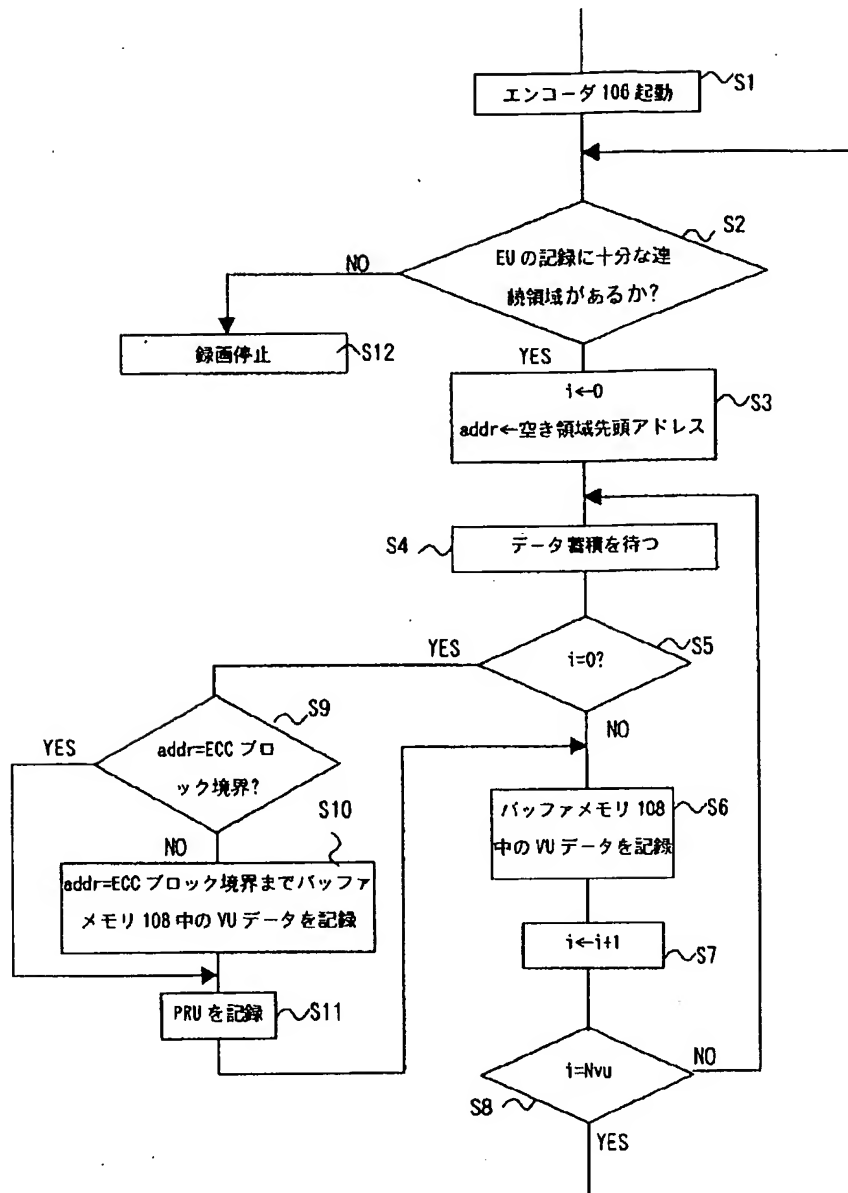 エンコーダ 106 起動
S1
S2
EU の記録に十分な連
続領域があるか?
NO
録画停止
S12
YES
i←0
addr←空き領域先頭アドレス
S3
S4
データ蓄積を待つ
YES
i=0?
S5
NO
S9
YES
addr=ECC ブロ
ック境界?
S10
NO
addr=ECC ブロック境界までバッファ
メモリ 108 中の VU データを記録
バッファメモリ 108
中の VU データを記録
S6
i←i+1
S7
PRU を記録
S11
i=Nvu
NO
S8
YES